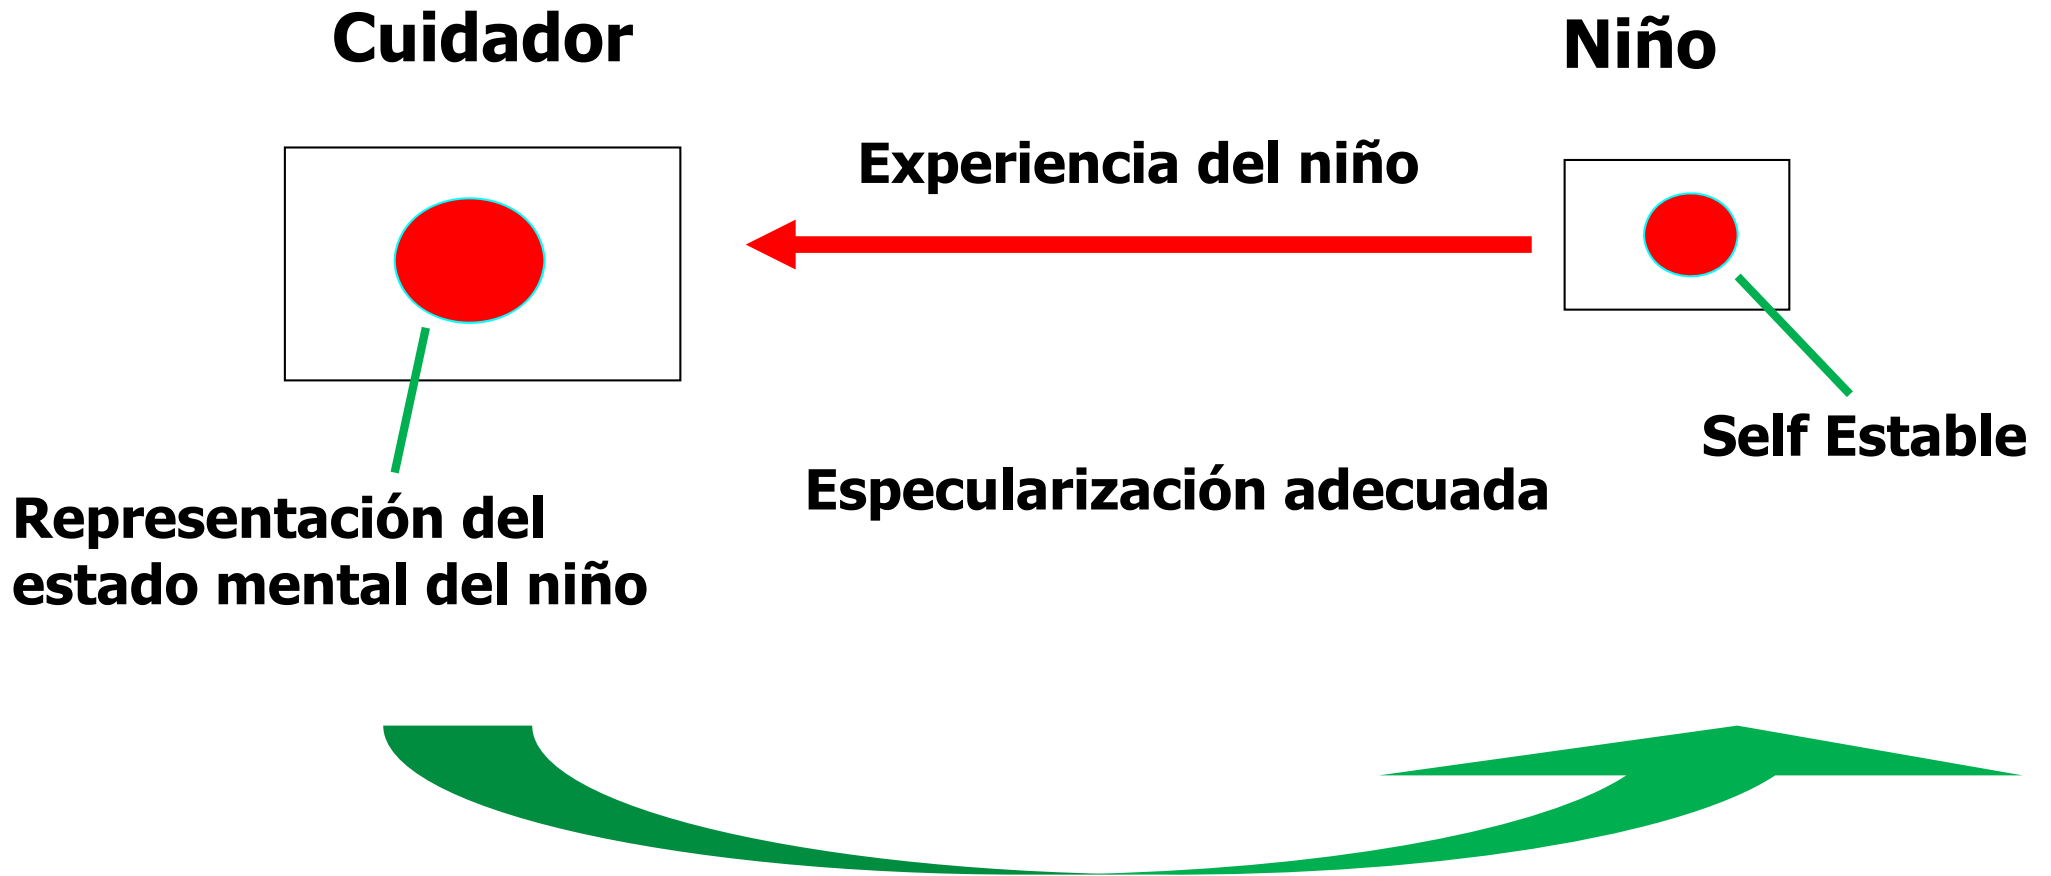 Cuidador
Niño
Experiencia del niño
Self Estable
Especularización adecuada
Representación del
estado mental del niño